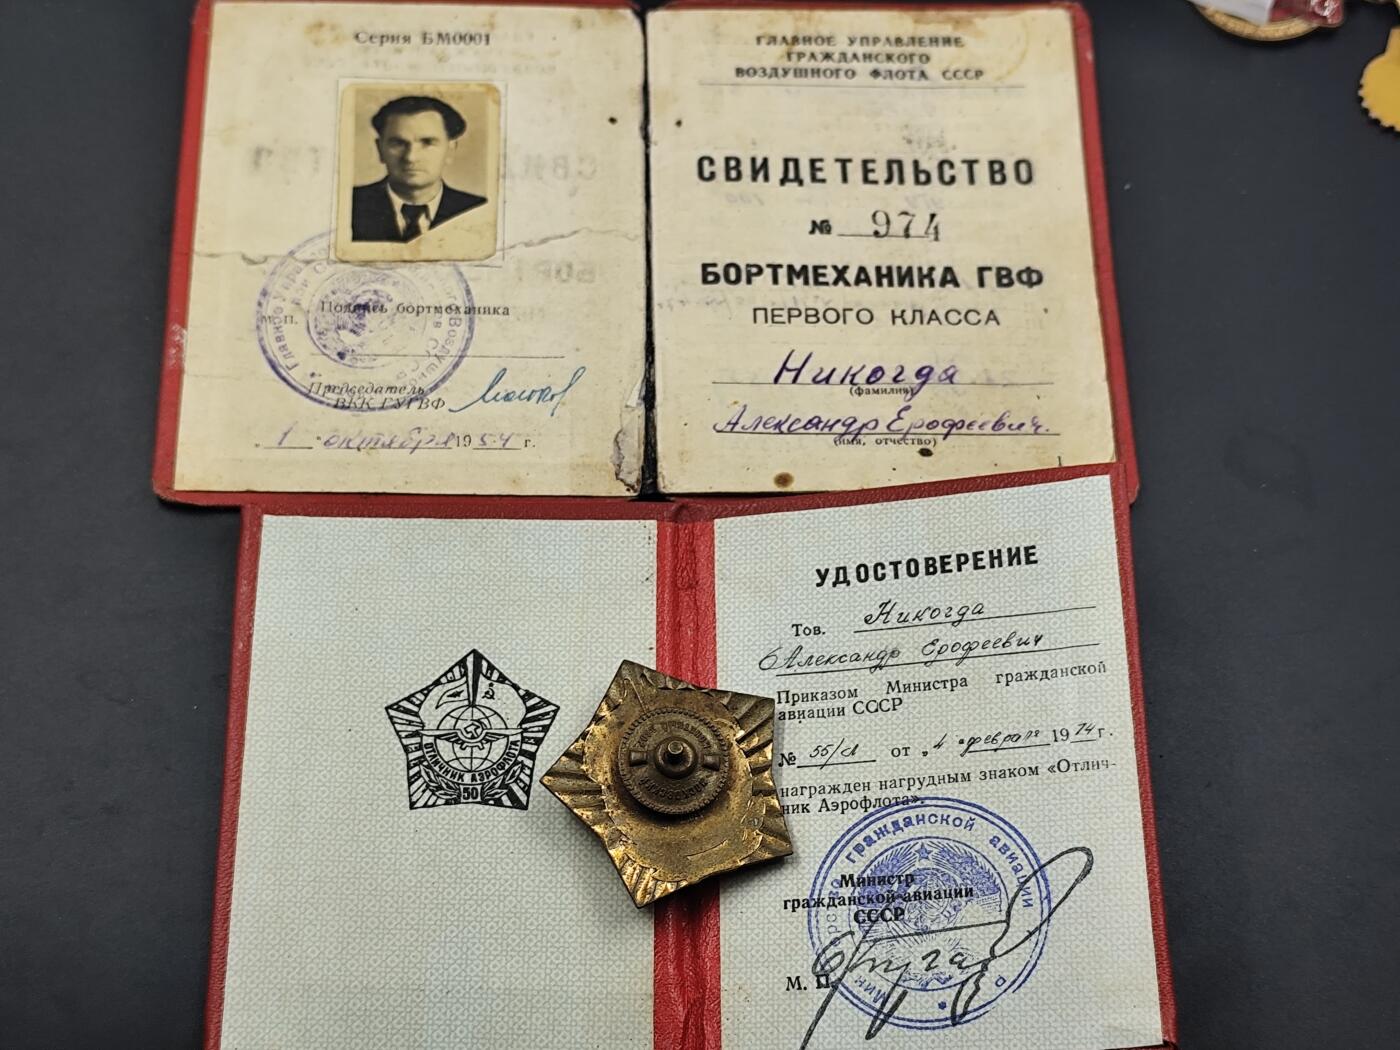 Серия БМ0001
М. П.
Подпись бортмеханика
Председатель
ВКК ГУГВФ
„ 1 " октября 1954 г.
ГЛАВНОЕ УПРАВЛЕНИЕ
ГРАЖДАНСКОГО
ВОЗДУШНОГО ФЛОТА СССР
СВИДЕТЕЛЬСТВО
№ 974
БОРТМЕХАНИКА ГВФ
ПЕРВОГО КЛАССА
Никогда
(фамилия)
Александр Ерофеевич.
(имя, отчество)
ОТЛИЧНИК АЭРОФЛОТА
50
УДОСТОВЕРЕНИЕ
Тов. Никогда
Александр Ерофеевич
Приказом Министра гражданской
авиации СССР
№ 55/л от „4" февраля 1974 г.
награжден нагрудным знаком «Отлич-
ник Аэрофлота».
гражданской авиации
Министр
гражданской авиации
СССР
М. П.